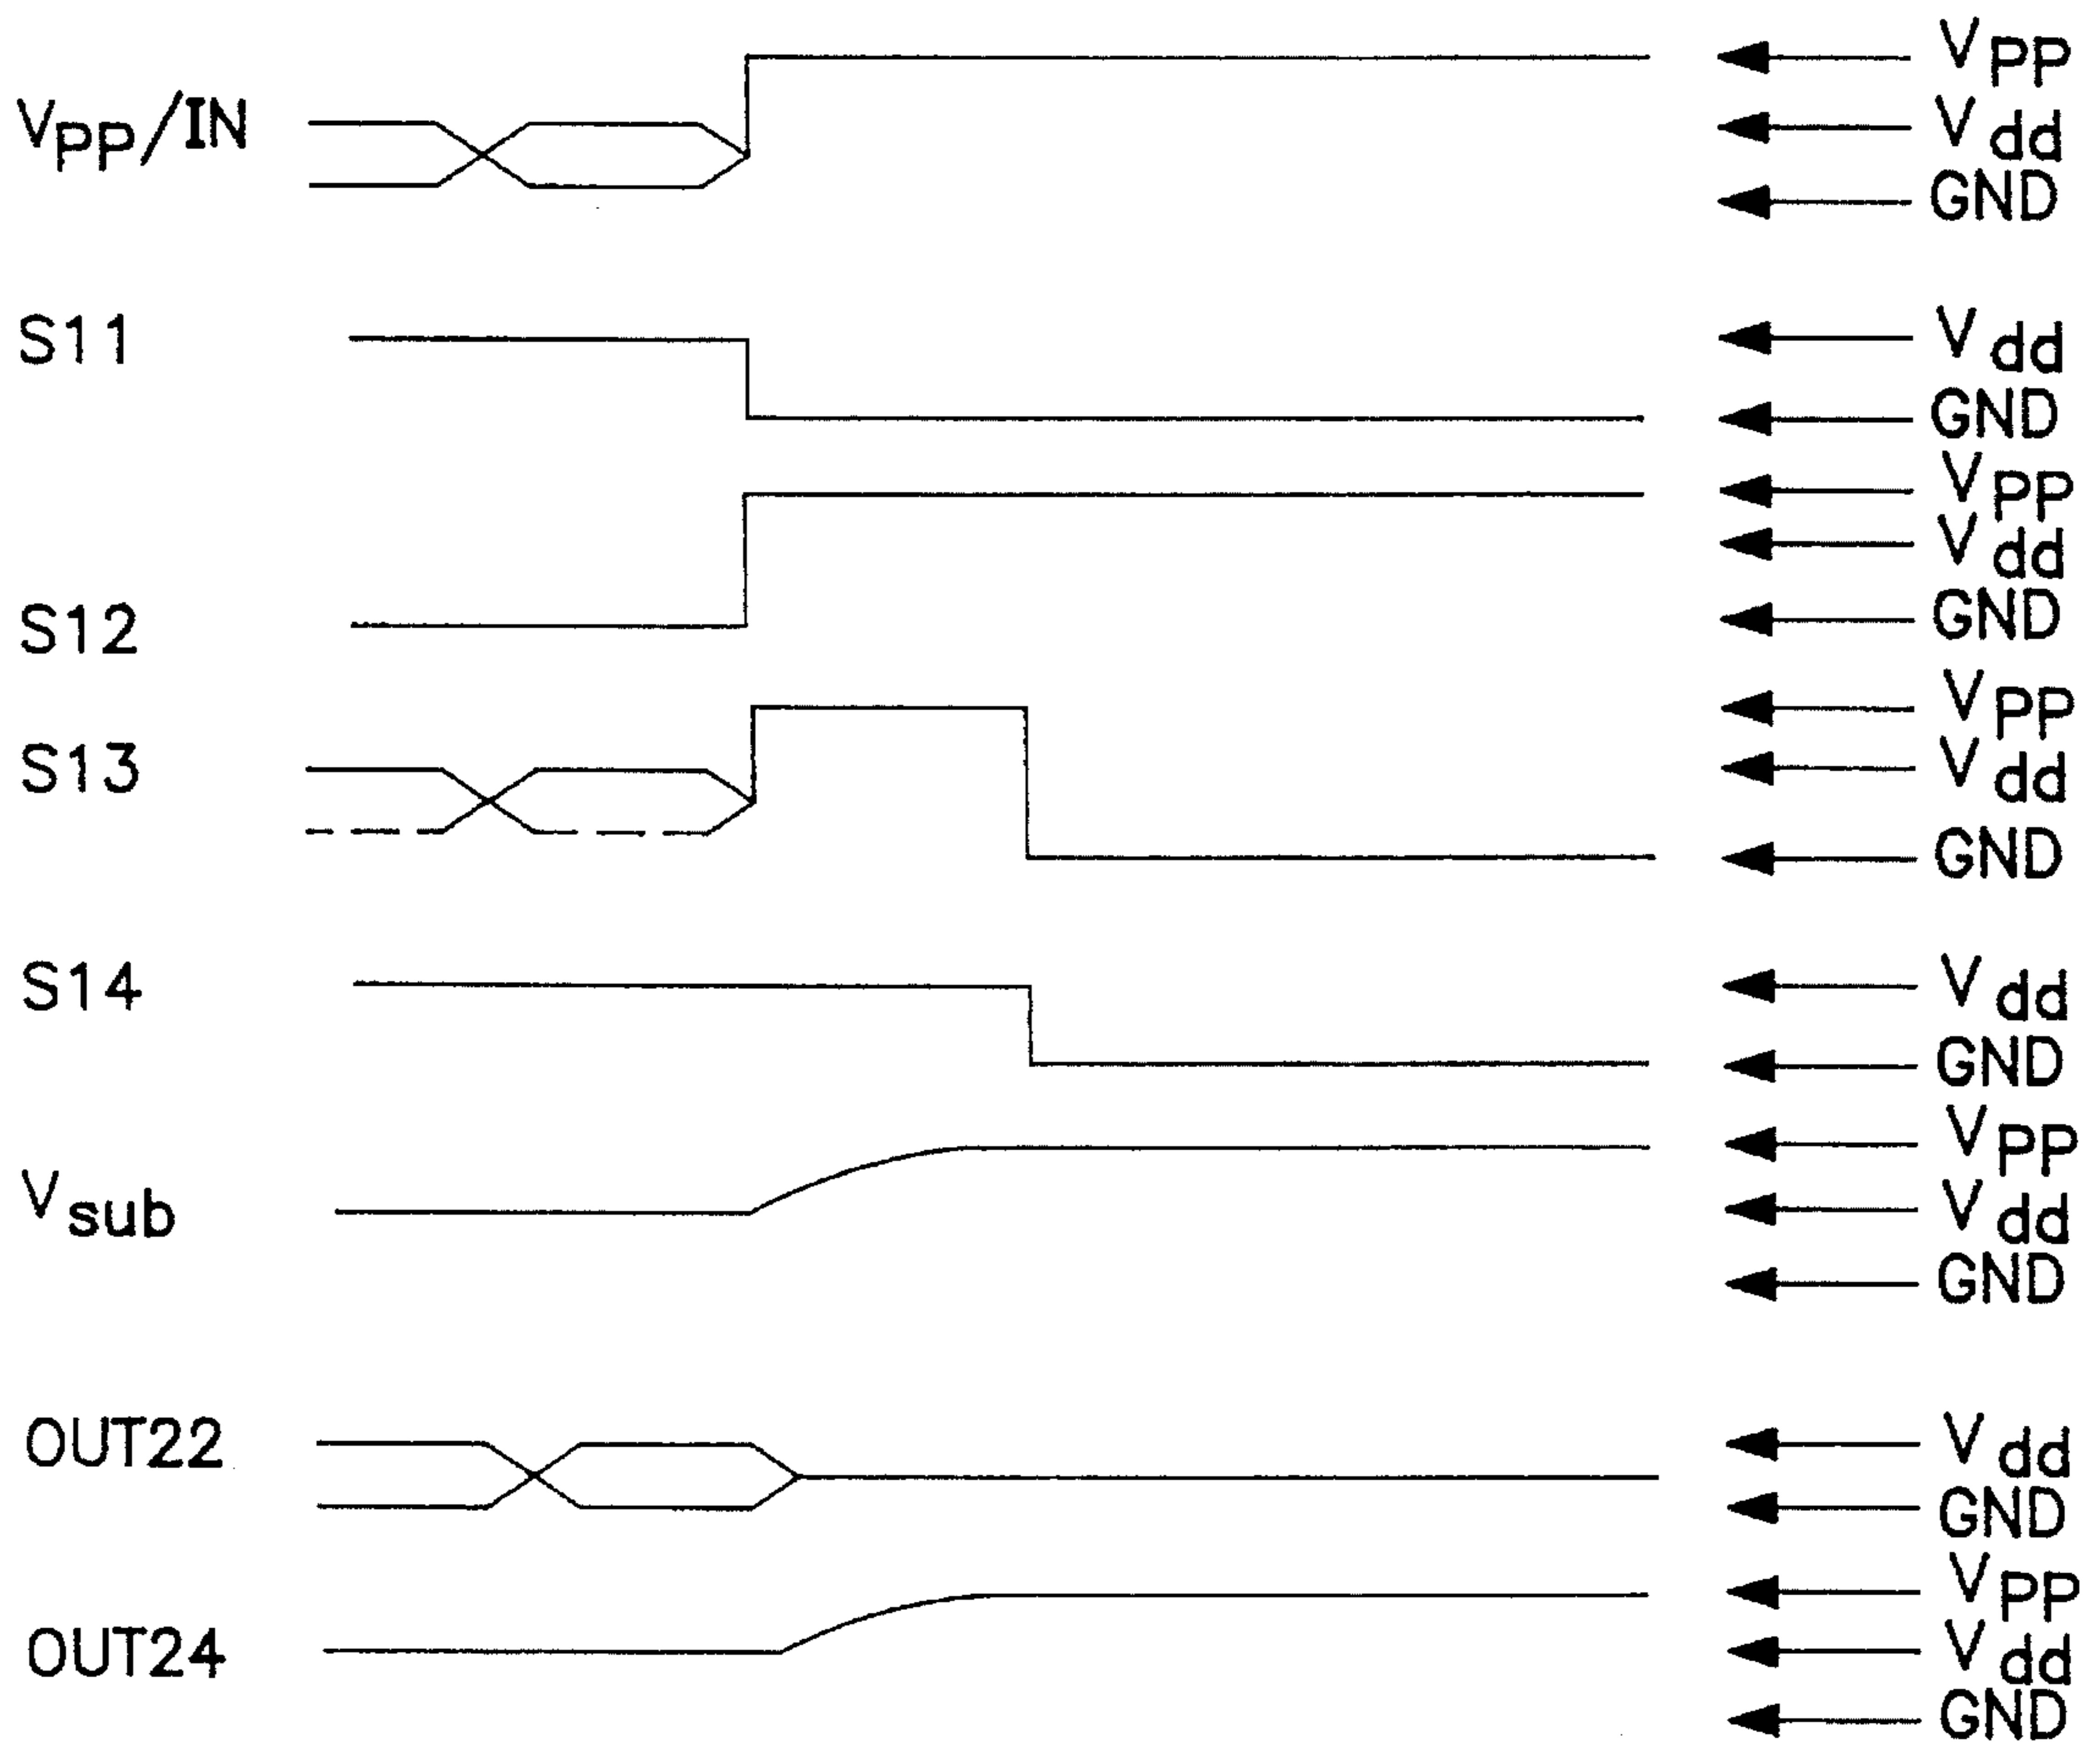 VPP
VPP/IN
Vdd
GND
S11
Vdd
GND
VPP
Vdd
S12
GND
VPP
S13
Vdd
GND
S14
Vdd
GND
VPP
Vsub
Vdd
GND
OUT22
Vdd
GND
VPP
OUT24
Vdd
GND